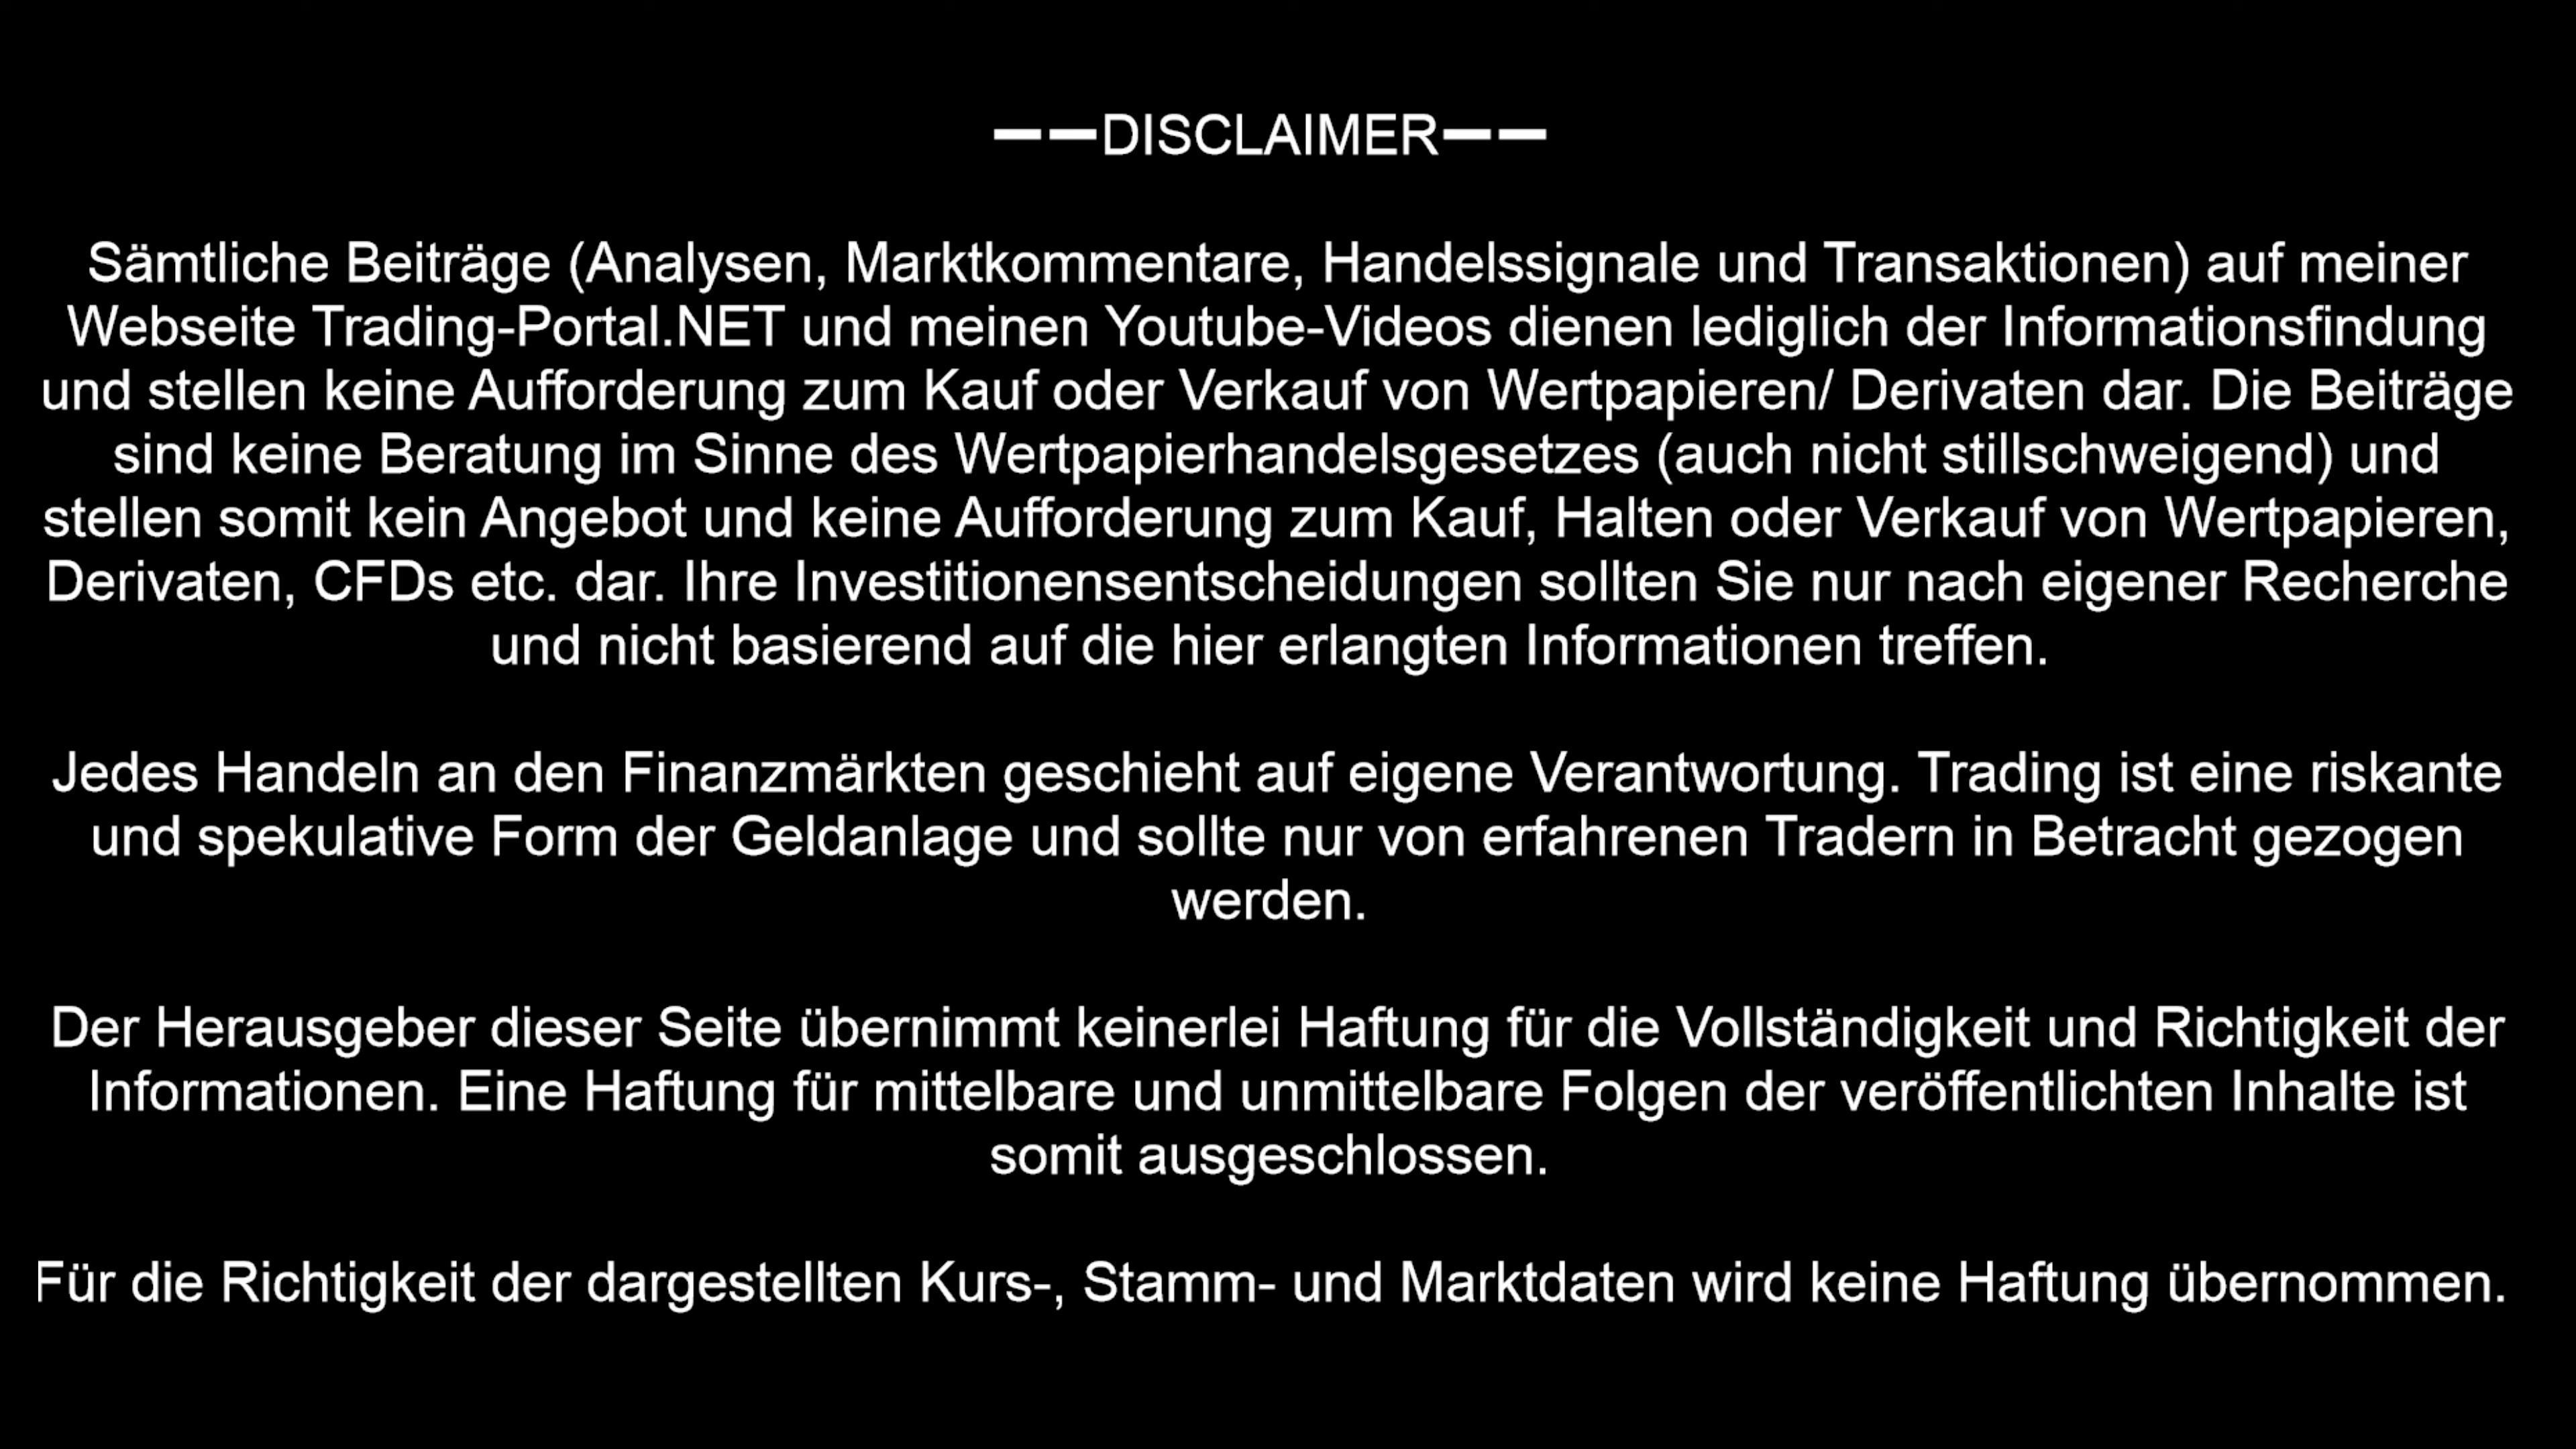 ——DISCLAIMER——
Sämtliche Beiträge (Analysen, Marktkommentare, Handelssignale und Transaktionen) auf meiner
Webseite Trading-Portal.NET und meinen Youtube-Videos dienen lediglich der Informationsfindung
und stellen keine Aufforderung zum Kauf oder Verkauf von Wertpapieren/ Derivaten dar. Die Beiträge
sind keine Beratung im Sinne des Wertpapierhandelsgesetzes (auch nicht stillschweigend) und
stellen somit kein Angebot und keine Aufforderung zum Kauf, Halten oder Verkauf von Wertpapieren,
Derivaten, CFDs etc. dar. Ihre Investitionensentscheidungen sollten Sie nur nach eigener Recherche
und nicht basierend auf die hier erlangten Informationen treffen.
Jedes Handeln an den Finanzmärkten geschieht auf eigene Verantwortung. Trading ist eine riskante
und spekulative Form der Geldanlage und sollte nur von erfahrenen Tradern in Betracht gezogen
werden.
Der Herausgeber dieser Seite übernimmt keinerlei Haftung für die Vollständigkeit und Richtigkeit der
Informationen. Eine Haftung für mittelbare und unmittelbare Folgen der veröffentlichten Inhalte ist
somit ausgeschlossen.
Für die Richtigkeit der dargestellten Kurs-, Stamm- und Marktdaten wird keine Haftung übernommen.